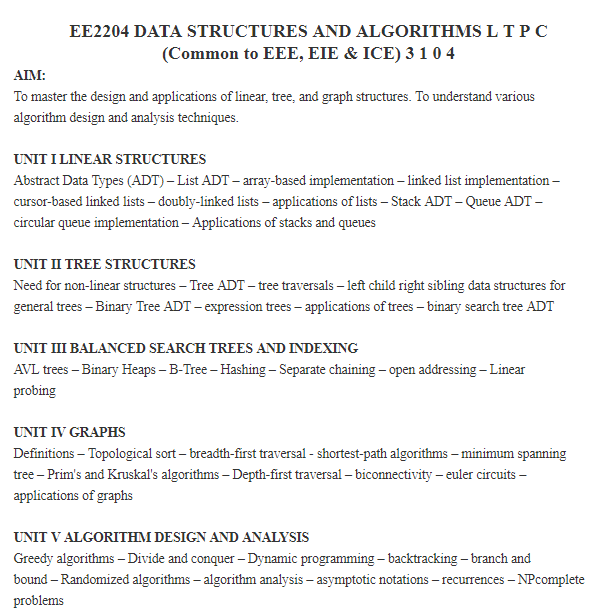 EE2204 DATA STRUCTURES AND ALGORITHMS L T P C
(Common to EEE, EIE & ICE) 3 1 0 4
AIM:
To master the design and applications of linear, tree, and graph structures. To understand various
algorithm design and analysis techniques.
UNIT I LINEAR STRUCTURES
Abstract Data Types (ADT) – List ADT – array-based implementation – linked list implementation –
cursor-based linked lists – doubly-linked lists – applications of lists – Stack ADT – Queue ADT –
circular queue implementation – Applications of stacks and queues
UNIT II TREE STRUCTURES
Need for non-linear structures – Tree ADT – tree traversals – left child right sibling data structures for
general trees – Binary Tree ADT – expression trees – applications of trees – binary search tree ADT
UNIT III BALANCED SEARCH TREES AND INDEXING
AVL trees – Binary Heaps – B-Tree – Hashing – Separate chaining – open addressing – Linear
probing
UNIT IV GRAPHS
Definitions – Topological sort – breadth-first traversal - shortest-path algorithms – minimum spanning
tree – Prim's and Kruskal's algorithms – Depth-first traversal – biconnectivity – euler circuits –
applications of graphs
UNIT V ALGORITHM DESIGN AND ANALYSIS
Greedy algorithms – Divide and conquer – Dynamic programming – backtracking – branch and
bound – Randomized algorithms – algorithm analysis – asymptotic notations – recurrences – NPcomplete
problems